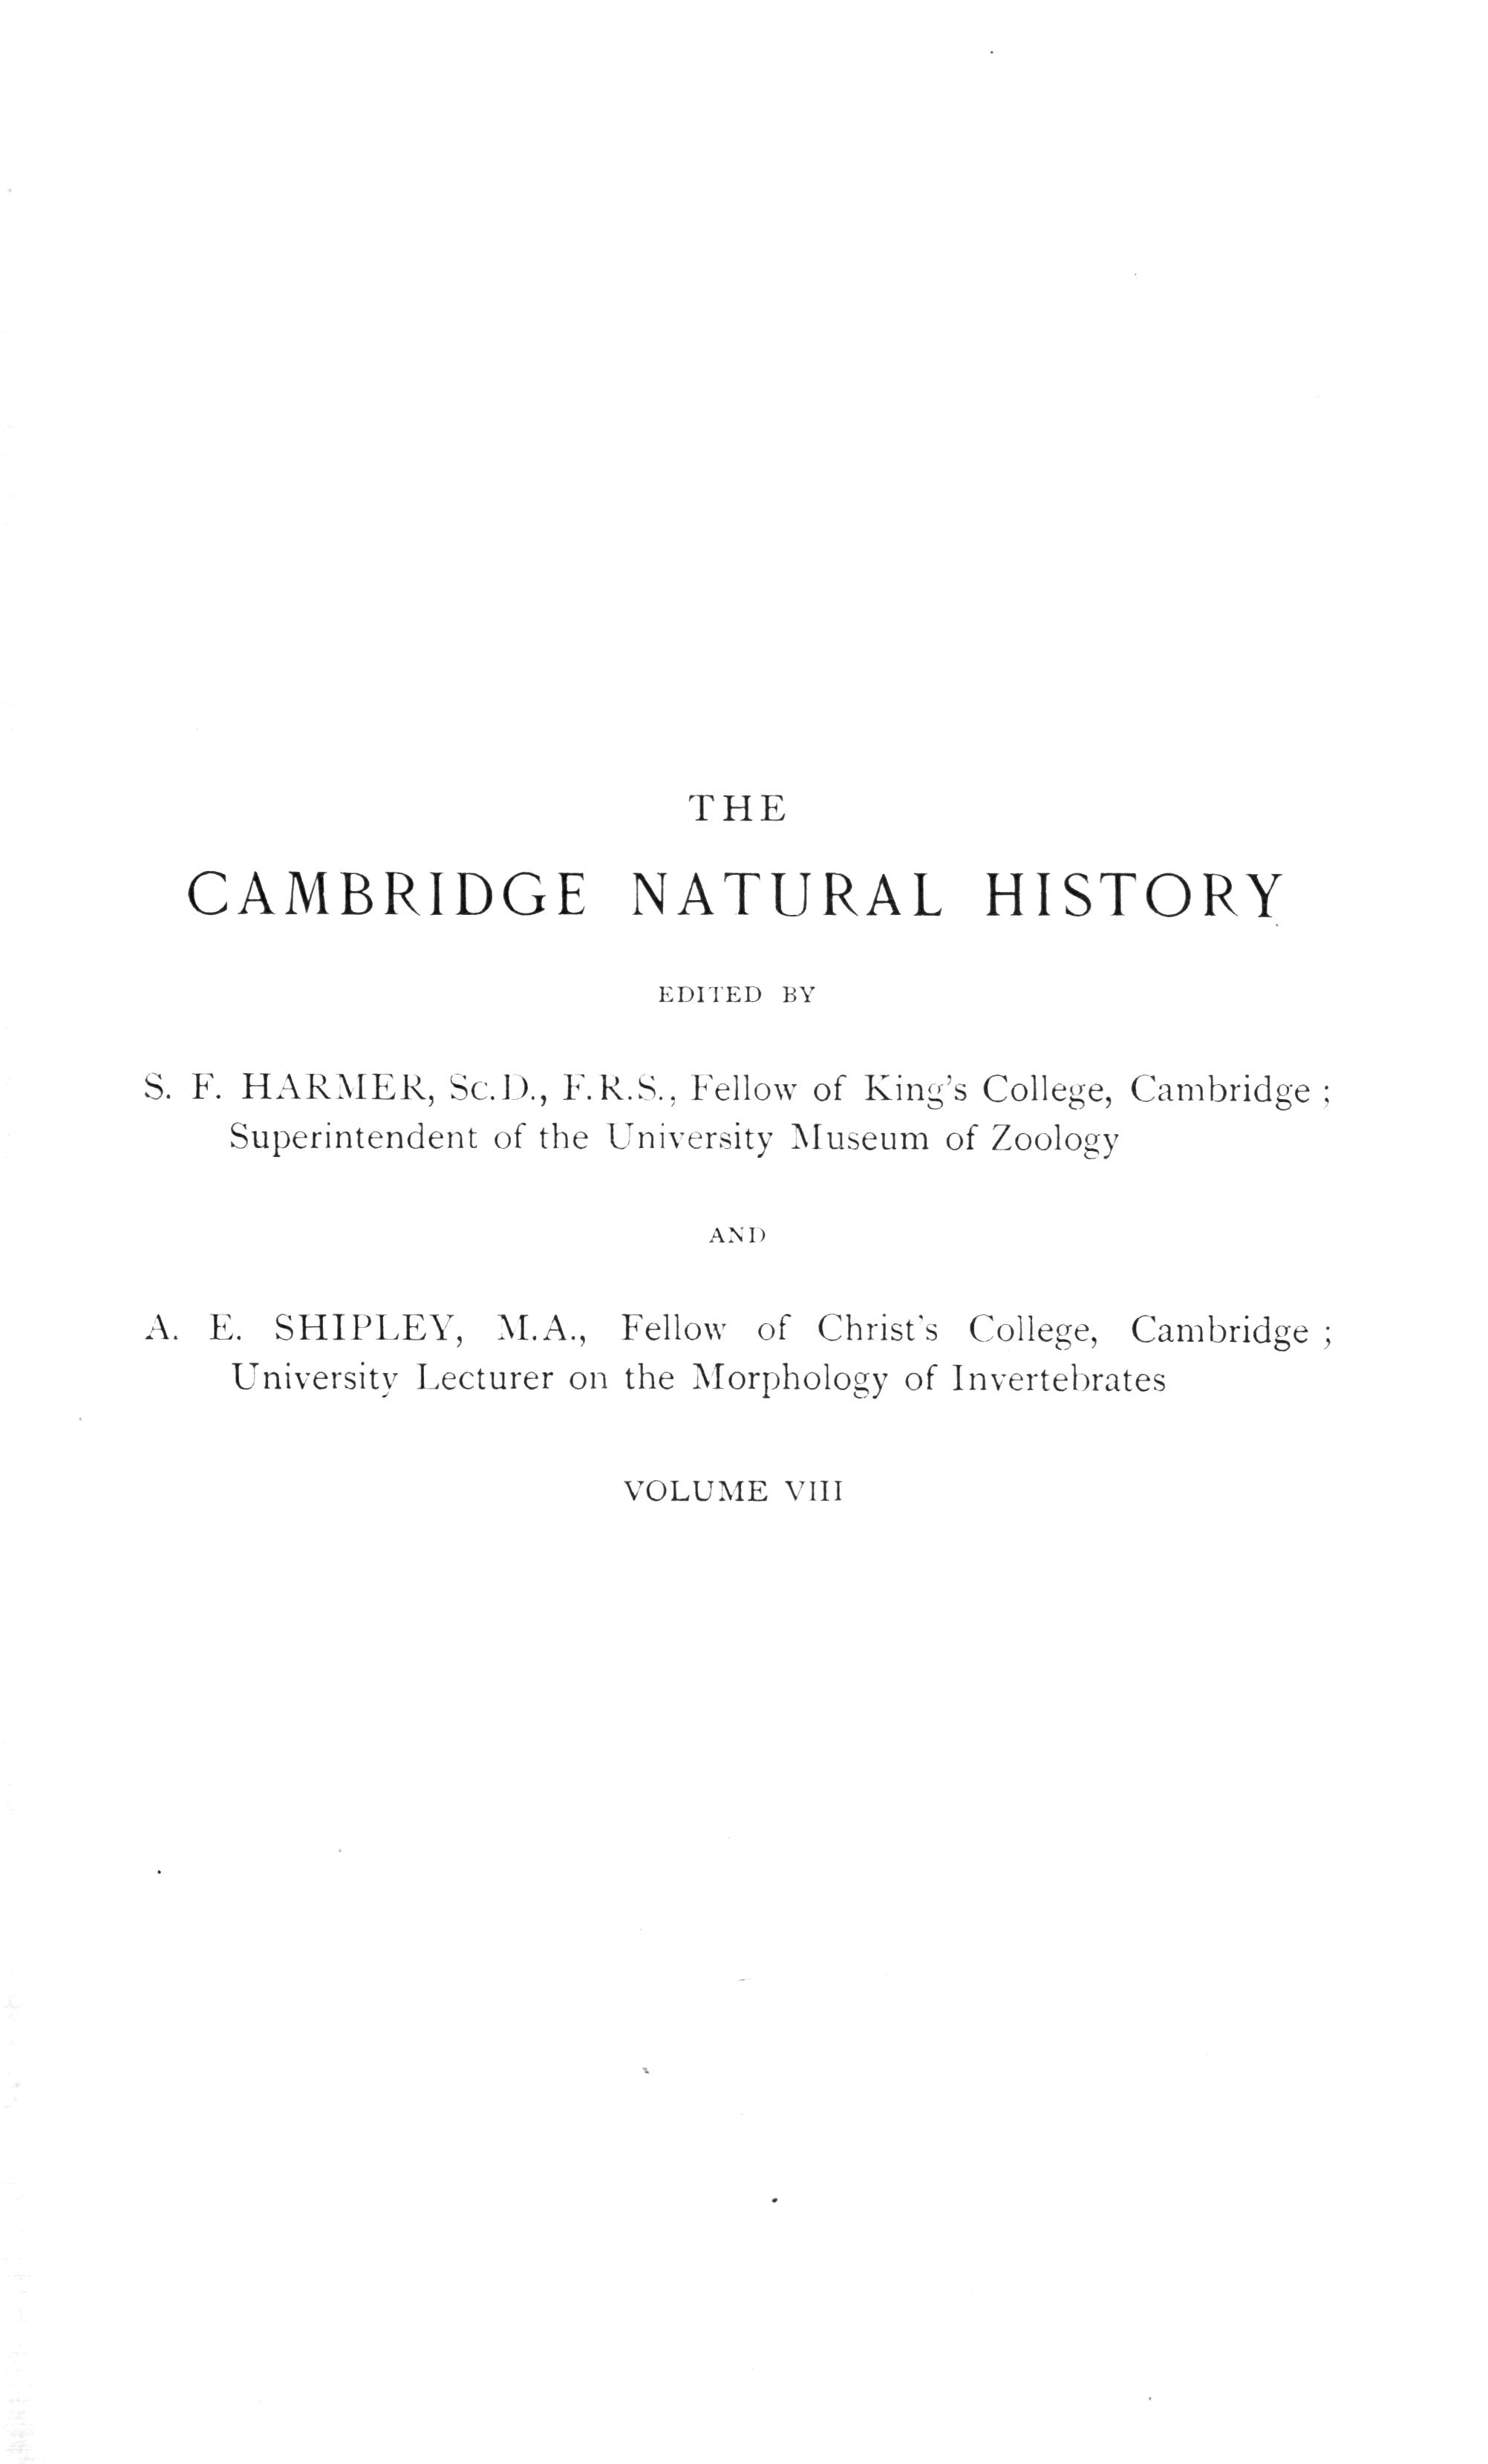 THE
CAMBRIDGE NATURAL HISTORY
EDITED BY
S. F. HARMER, Sc.D., F.R.S., Fellow of King's College, Cambridge ;
Superintendent of the University Museum of Zoology
AND
A. E. SHIPLEY, M.A., Fellow of Christ's College, Cambridge ;
University Lecturer on the Morphology of Invertebrates
VOLUME VIII